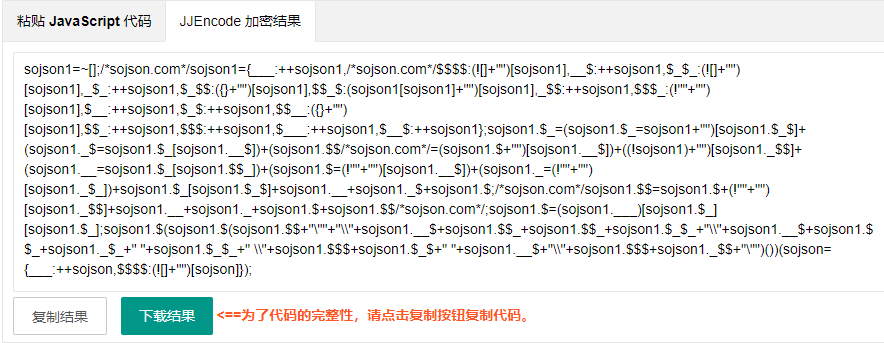 粘贴 JavaScript 代码 JJEncode 加密结果
sojson1=~[];/*sojson.com*/sojson1={___:++sojson1,/*sojson.com*/$$$$:(![]+"")[sojson1],__$:++sojson1,$_$_:(![]+"")
[sojson1],_$_:++sojson1,$_$$:({}+"")[sojson1],$$_$:(sojson1[sojson1]+"")[sojson1],_$$:++sojson1,$$$_:(!""+"")
[sojson1],$__:++sojson1,$_$:++sojson1,$$__:({}+"")
[sojson1],$$_:++sojson1,$$$:++sojson1,$___:++sojson1,$__$:++sojson1};sojson1.$_=(sojson1.$_=sojson1+"")[sojson1.$_$]+
(sojson1._$=sojson1.$_[sojson1.__$])+(sojson1.$$/*sojson.com*/=(sojson1.$+"")[sojson1.__$])+((!sojson1)+"")[sojson1._$$]+
(sojson1.__=sojson1.$_[sojson1.$$_])+(sojson1.$=(!""+"")[sojson1.__$])+(sojson1._=(!""+"")
[sojson1._$_])+sojson1.$_[sojson1.$_$]+sojson1.__+sojson1._$+sojson1.$;/*sojson.com*/sojson1.$$=sojson1.$+(!""+"")
[sojson1._$$]+sojson1.__+sojson1._+sojson1.$+sojson1.$$/*sojson.com*/;sojson1.$=(sojson1.___)[sojson1.$_]
[sojson1.$_];sojson1.$(sojson1.$(sojson1.$$+"\""+"\\"+sojson1.__$+sojson1.$$_+sojson1.$$_+sojson1.$_$_+"\\"+sojson1.__$+sojson1.$
$_+sojson1._$_+" "+sojson1.$_$_+" \\"+sojson1.$$$+sojson1.$_$+" "+sojson1.__$+"\\"+sojson1.$$$+sojson1._$$+"\"")())(sojson=
{___:++sojson,$$$$:(![]+"")[sojson]});
复制结果 下载结果 <==为了代码的完整性，请点击复制按钮复制代码。